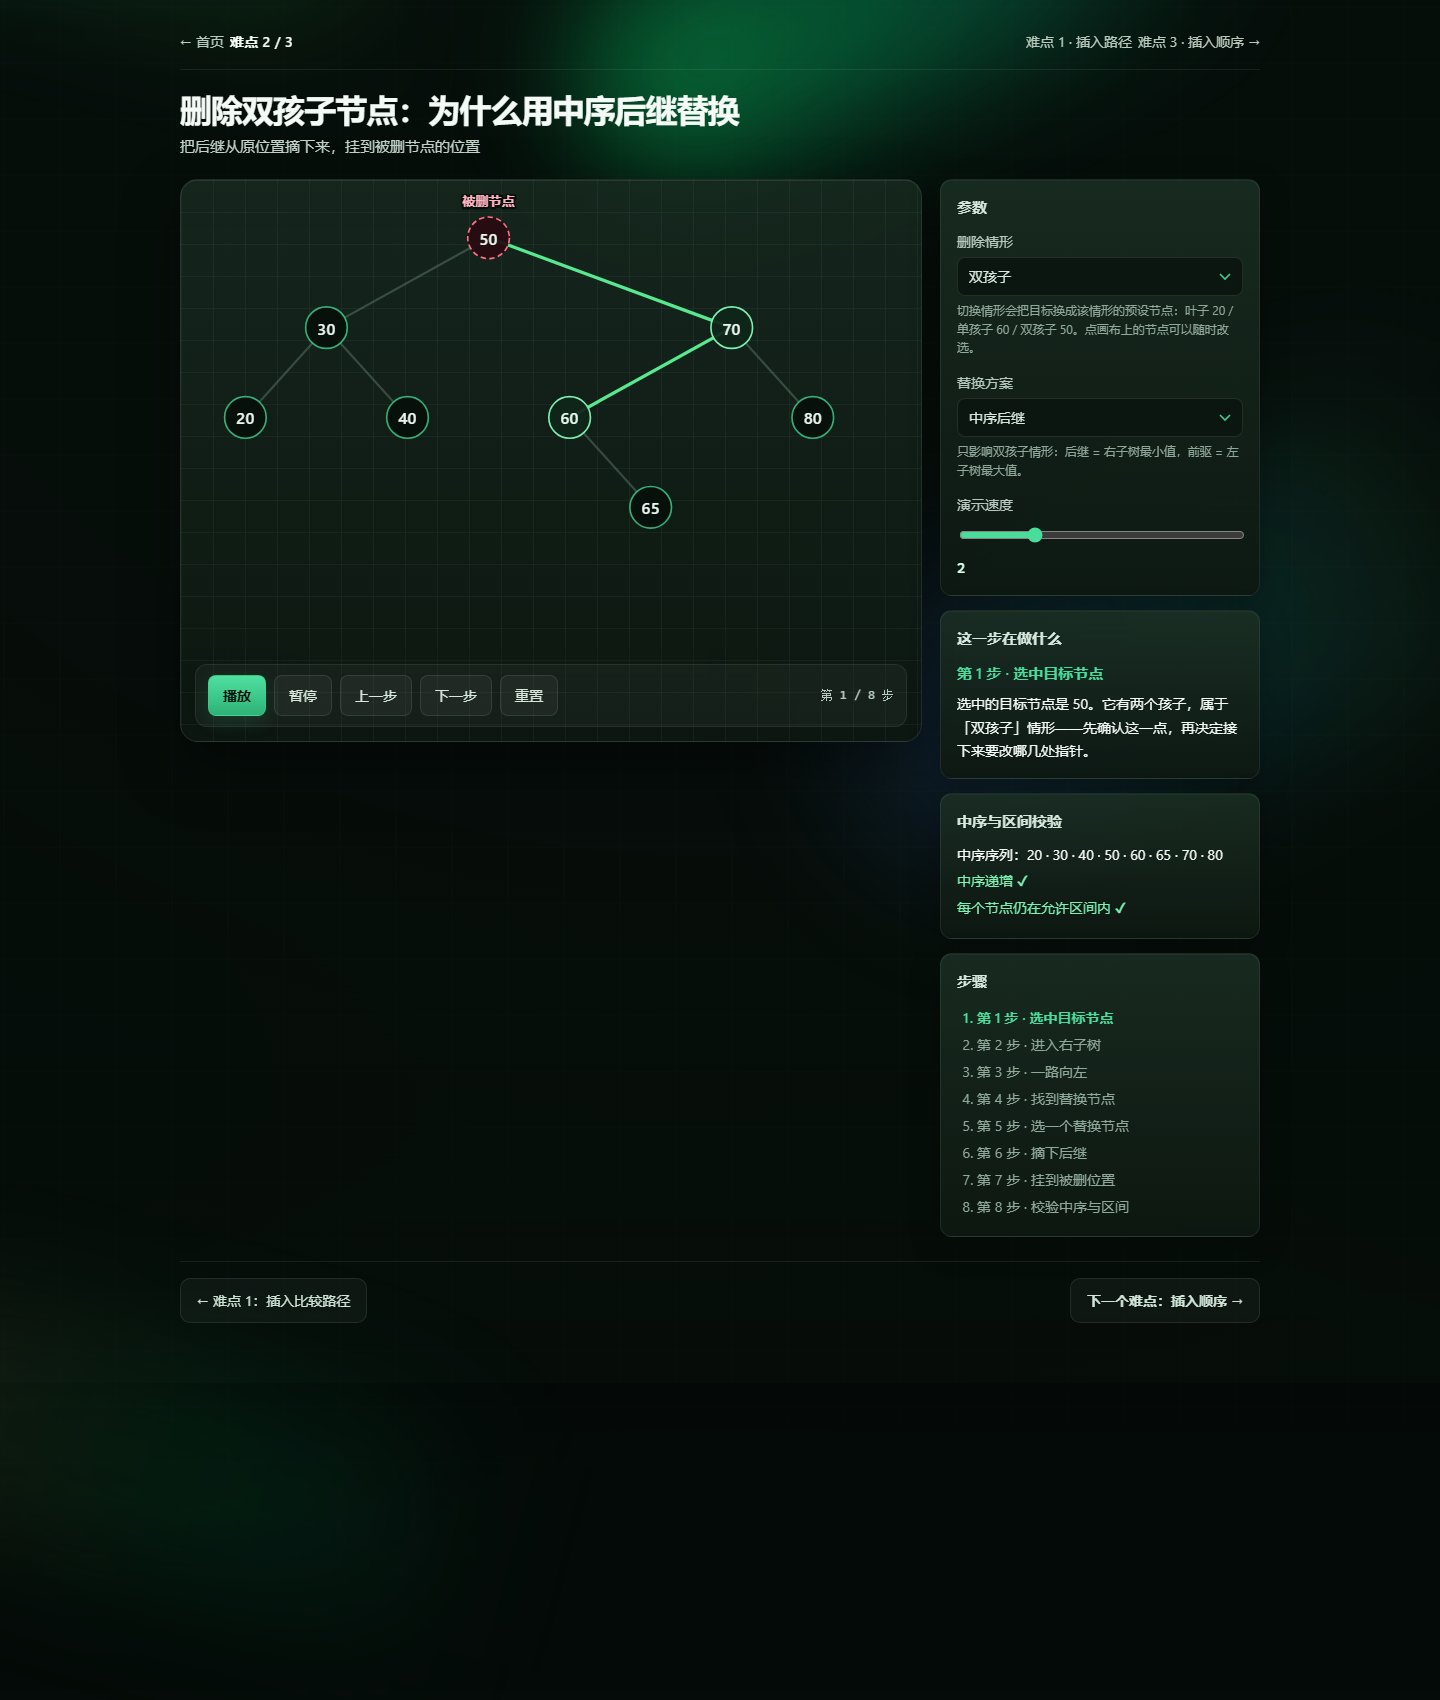 ← 首页 难点 2 / 3
难点 1 · 插入路径 难点 3 · 插入顺序 →
删除双孩子节点：为什么用中序后继替换
把后继从原位置摘下来，挂到被删节点的位置
被删节点
50
30
70
20
40
60
80
65
播放
暂停
上一步
下一步
重置
第 1 / 8 步
参数
删除情形
双孩子
切换情形会把目标换成该情形的预设节点：叶子 20 /
单孩子 60 / 双孩子 50。点画布上的节点可以随时改
选。
替换方案
中序后继
只影响双孩子情形：后继 = 右子树最小值，前驱 = 左
子树最大值。
演示速度
2
这一步在做什么
第 1 步 · 选中目标节点
选中的目标节点是 50。它有两个孩子，属于
「双孩子」情形——先确认这一点，再决定接
下来要改哪几处指针。
中序与区间校验
中序序列：20 · 30 · 40 · 50 · 60 · 65 · 70 · 80
中序递增 ✓
每个节点仍在允许区间内 ✓
步骤
1. 第 1 步 · 选中目标节点
2. 第 2 步 · 进入右子树
3. 第 3 步 · 一路向左
4. 第 4 步 · 找到替换节点
5. 第 5 步 · 选一个替换节点
6. 第 6 步 · 摘下后继
7. 第 7 步 · 挂到被删位置
8. 第 8 步 · 校验中序与区间
← 难点 1：插入比较路径
下一个难点：插入顺序 →